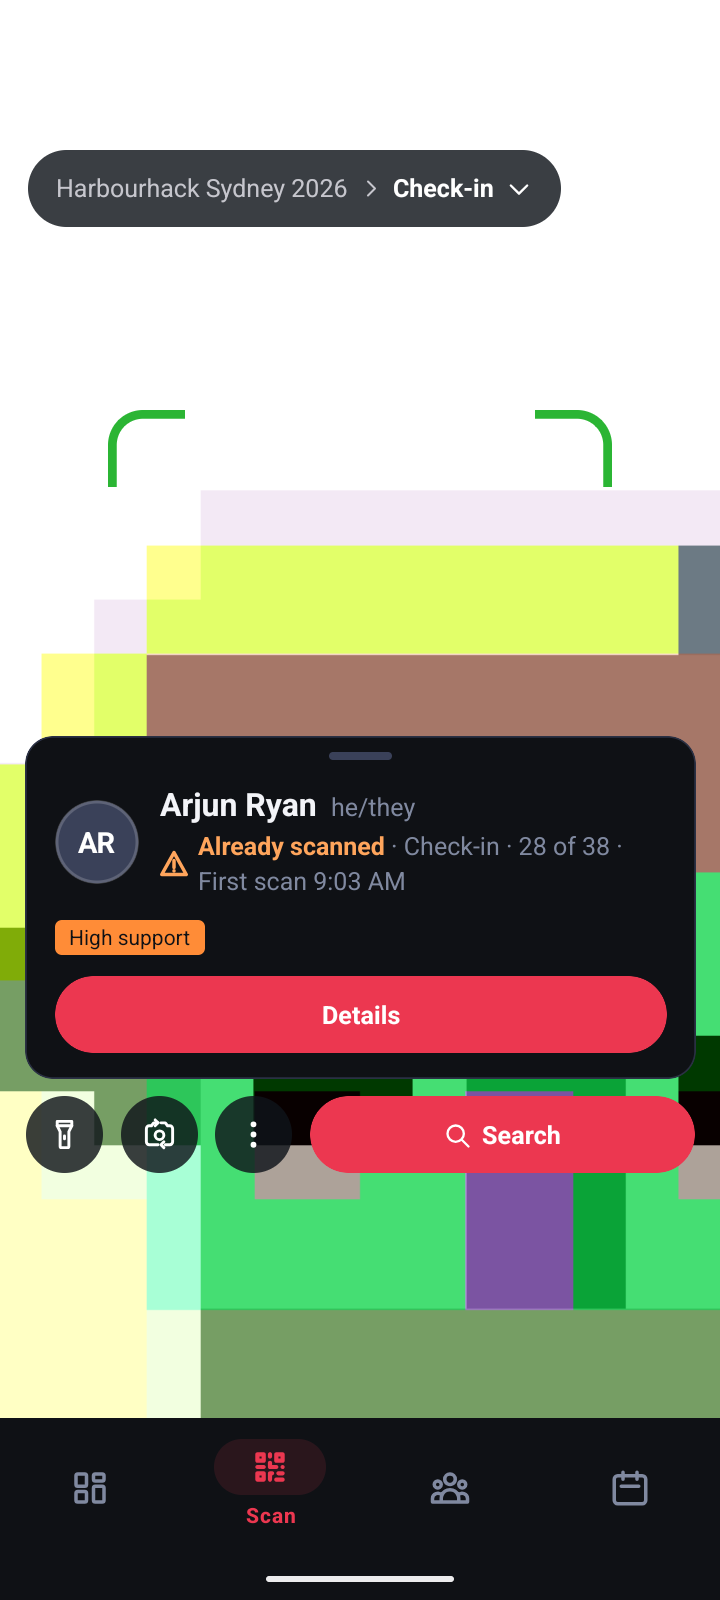 Harbourhack Sydney 2026 > Check-in
Arjun Ryan he/they
AR
Already scanned · Check-in · 28 of 38 ·
First scan 9:03 AM
High support
Details
Search
Scan